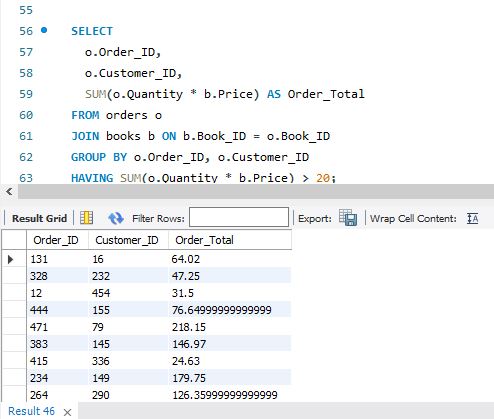 55
56 SELECT
57 o.Order_ID,
58 o.Customer_ID,
59 SUM(o.Quantity * b.Price) AS Order_Total
60 FROM orders o
61 JOIN books b ON b.Book_ID = o.Book_ID
62 GROUP BY o.Order_ID, o.Customer_ID
63 HAVING SUM(o.Quantity * b.Price) > 20;
Result Grid Filter Rows: Export: Wrap Cell Content: IA
Order_ID Customer_ID Order_Total
131 16 64.02
328 232 47.25
12 454 31.5
444 155 76.64999999999999
471 79 218.15
383 145 146.97
415 336 24.63
234 149 179.75
264 290 126.35999999999999
Result 46 ×